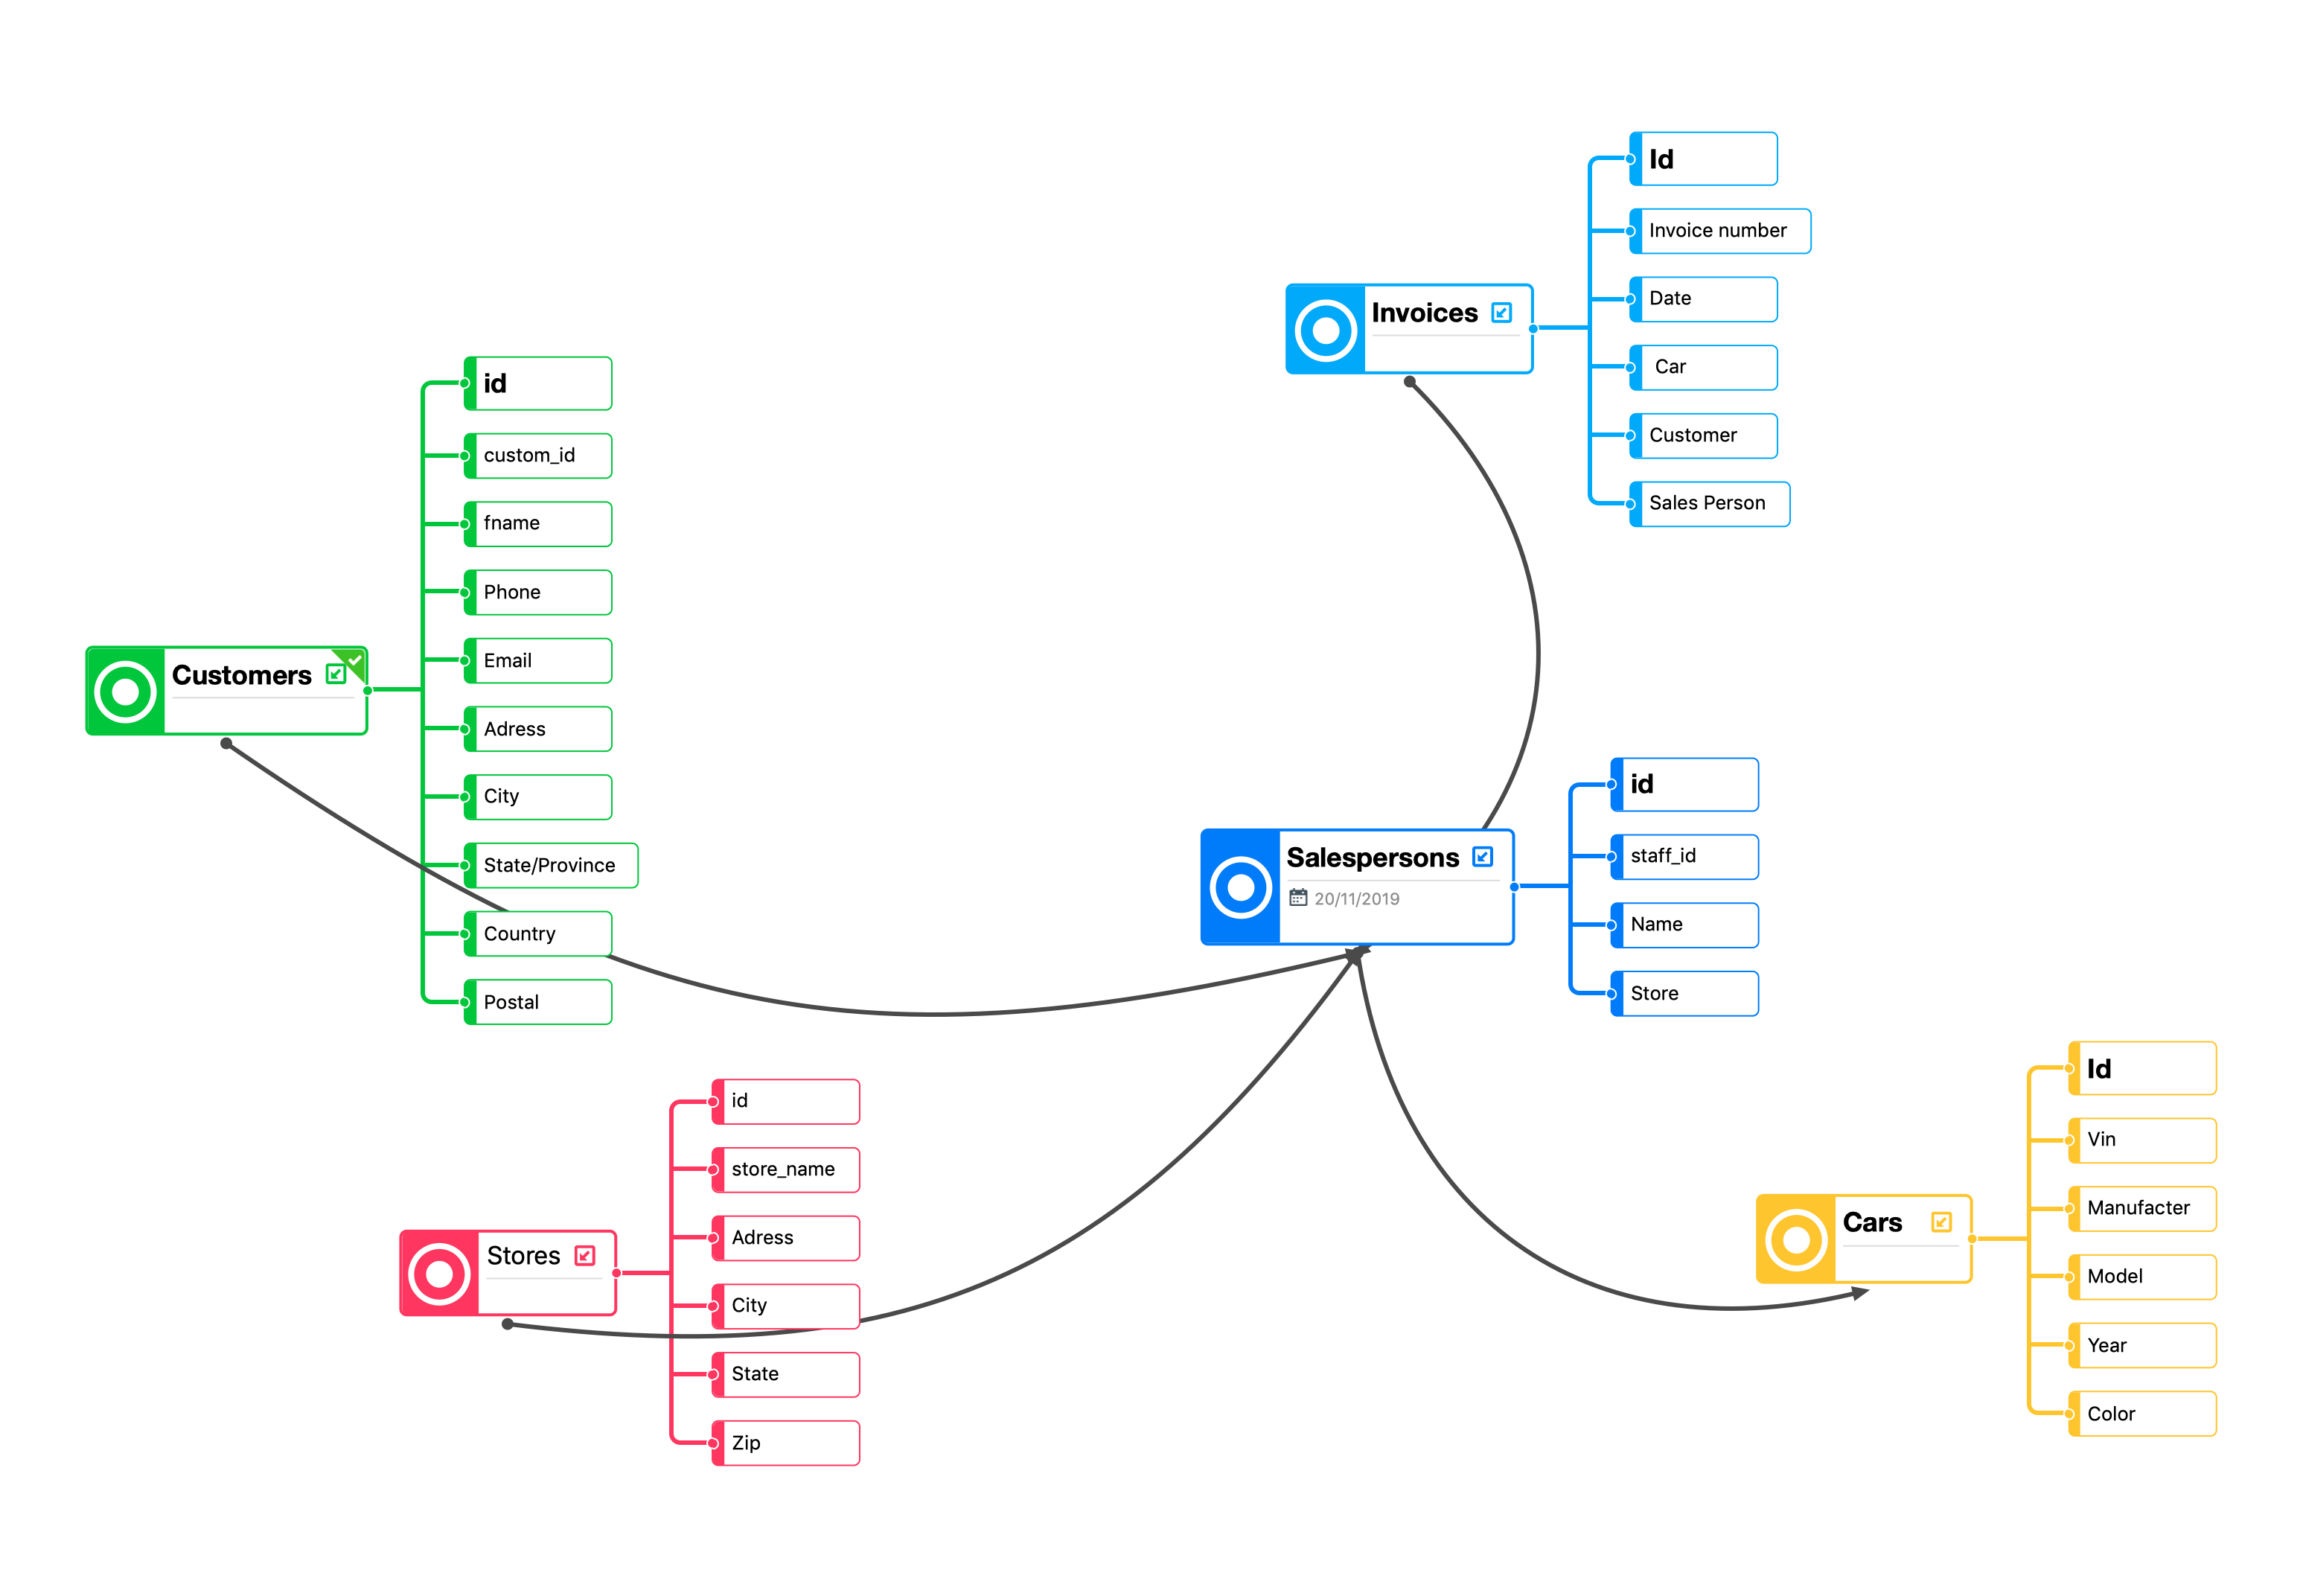 Invoices
Id
Invoice number
Date
Car
Customer
Sales Person
Customers
id
custom_id
fname
Phone
Email
Adress
City
State/Province
Country
Postal
Salespersons
20/11/2019
id
staff_id
Name
Store
Stores
id
store_name
Adress
City
State
Zip
Cars
Id
Vin
Manufacter
Model
Year
Color